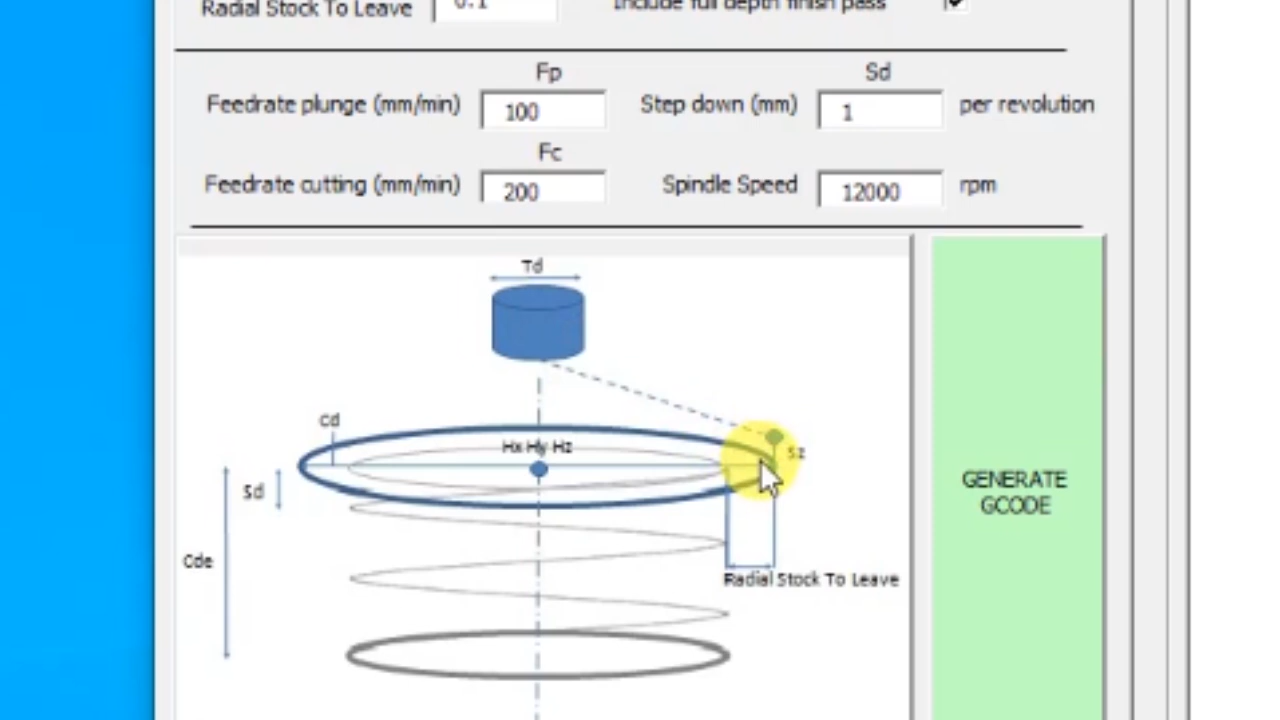 Radial Stock To Leave 0.1 Include full depth finish pass
Fp Sd
Feedrate plunge (mm/min) 100 Step down (mm) 1 per revolution
Fc
Feedrate cutting (mm/min) 200 Spindle Speed 12000 rpm
Td
Cd
Hx Hy Hz
Sz
Sd
GENERATE
GCODE
Cde
Radial Stock To Leave